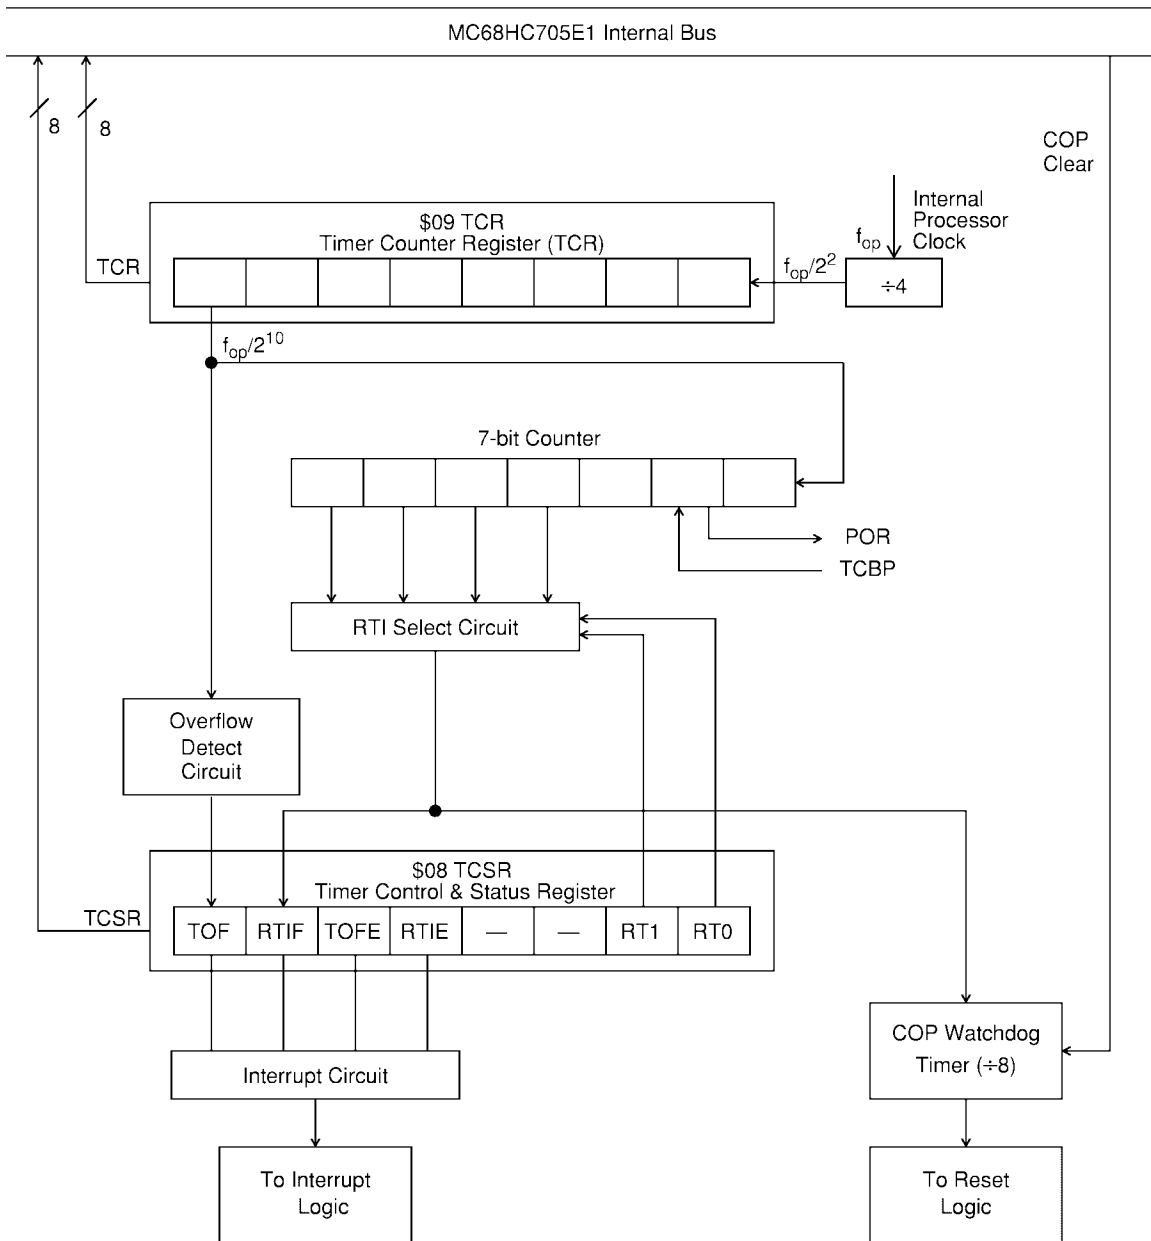 MC68HC705E1 Internal Bus
8
8
COP
Clear
Internal
Processor
Clock
$09 TCR
Timer Counter Register (TCR)
TCR
f_op
f_op/2^2
÷4
f_op/2^10
7-bit Counter
POR
TCBP
RTI Select Circuit
Overflow
Detect
Circuit
$08 TCSR
Timer Control & Status Register
TCSR
TOF RTIF TOFE RTIE — — RT1 RT0
COP Watchdog
Timer (÷8)
Interrupt Circuit
To Interrupt
Logic
To Reset
Logic